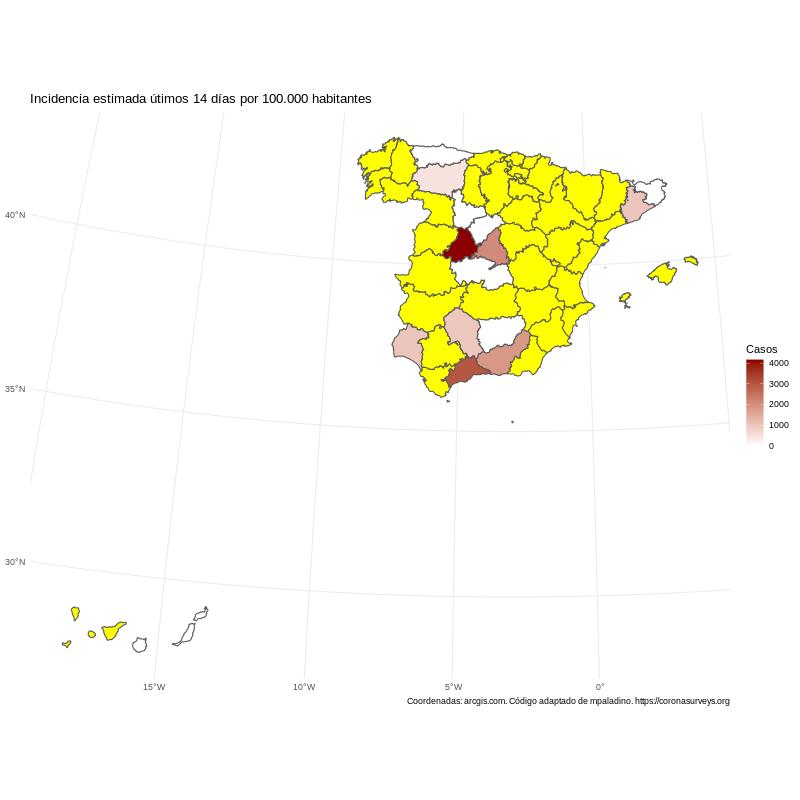 Incidencia estimada útimos 14 días por 100.000 habitantes
40°N
35°N
30°N
15°W
10°W
5°W
0°
Casos
4000
3000
2000
1000
0
Coordenadas: arcgis.com. Código adaptado de mpaladino. https://coronasurveys.org